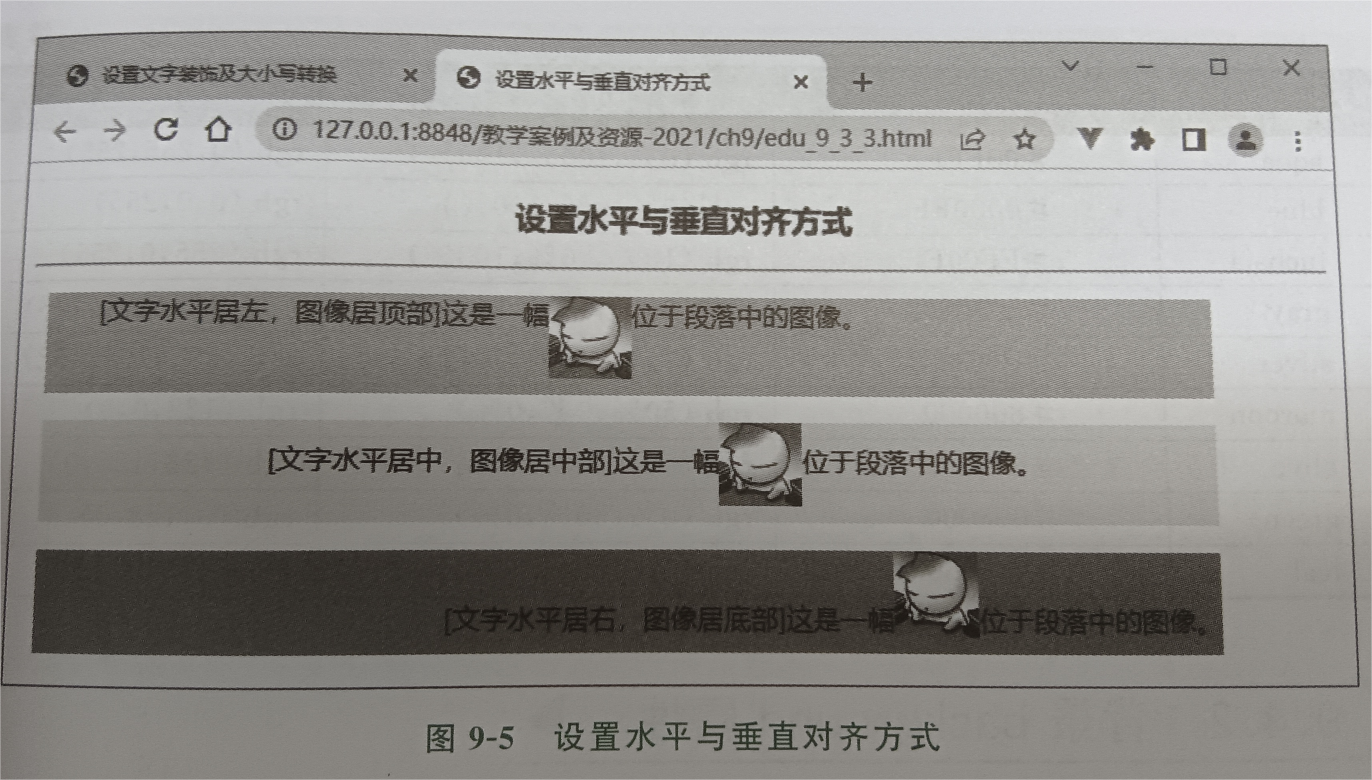 设置文字装饰及大小写转换
设置水平与垂直对齐方式
127.0.0.1:8848/教学案例及资源-2021/ch9/edu_9_3_3.html
设置水平与垂直对齐方式
[文字水平居左，图像居顶部]这是一幅位于段落中的图像。
[文字水平居中，图像居中部]这是一幅位于段落中的图像。
[文字水平居右，图像居底部]这是一幅位于段落中的图像。
图 9-5 设置水平与垂直对齐方式